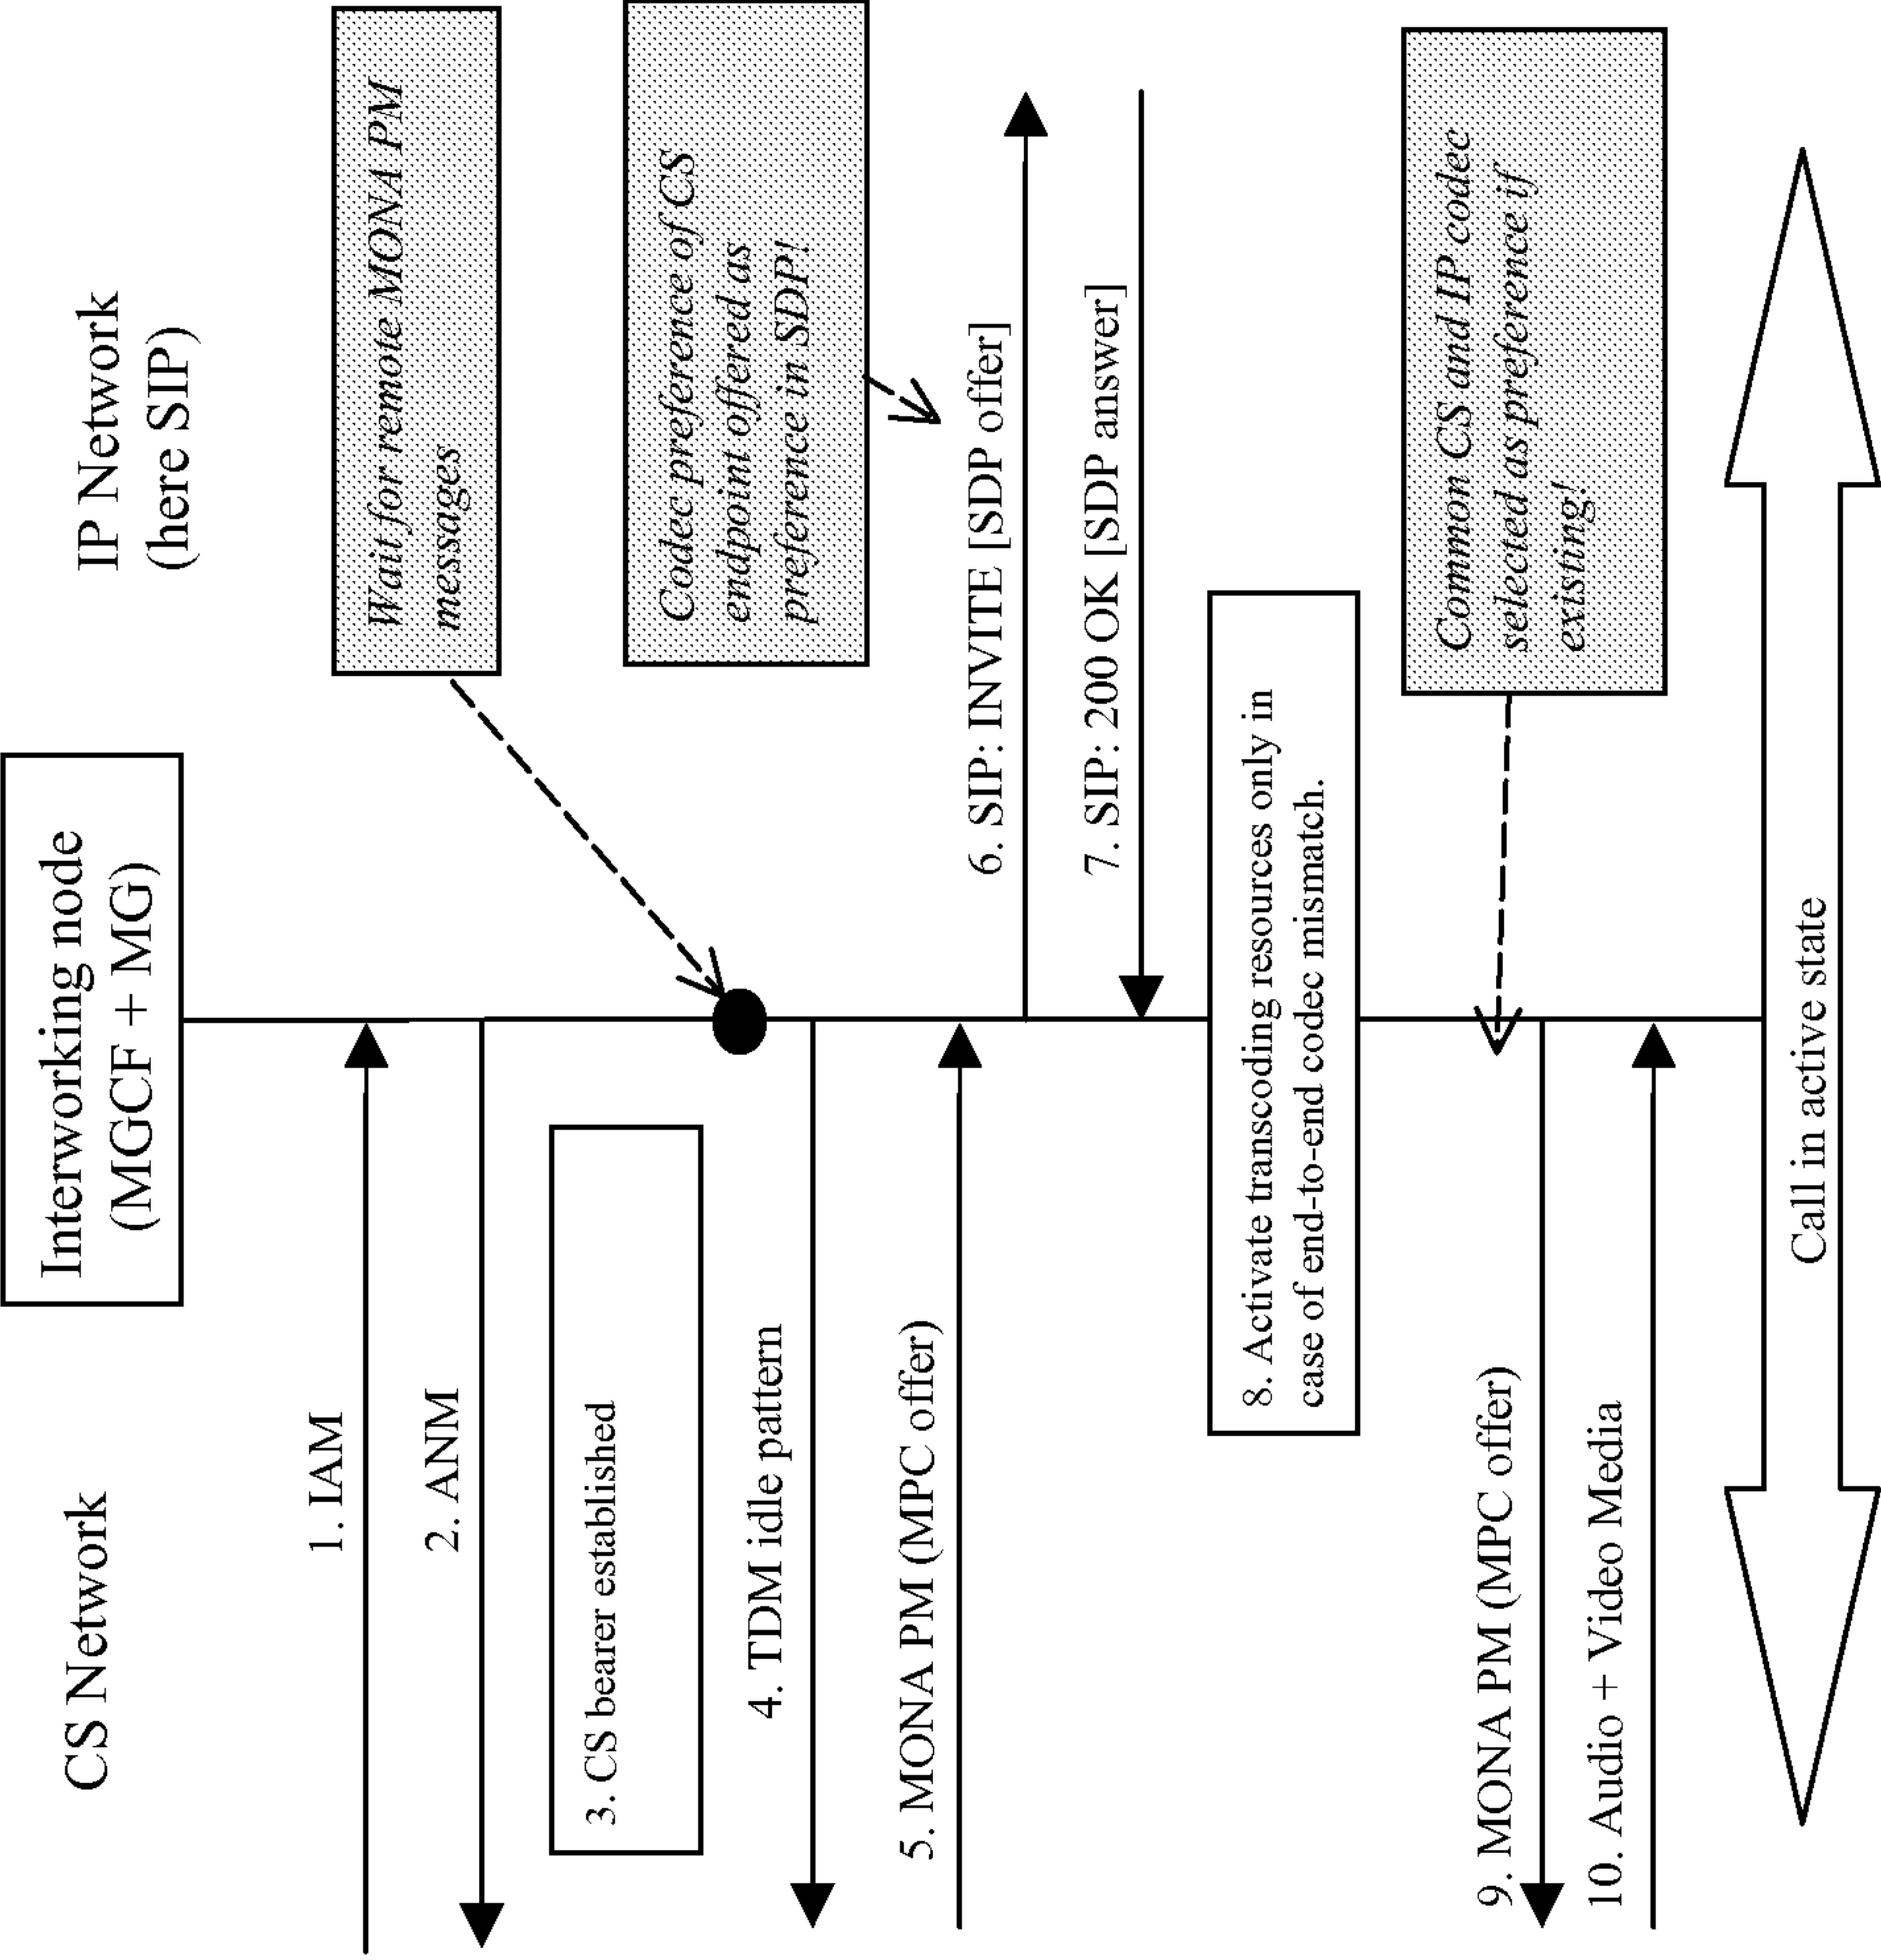 CS Network
Interworking node
(MGCF + MG)
IP Network
(here SIP)
1. IAM
Wait for remote MONA PM
messages
2. ANM
3. CS bearer established
Codec preference of CS
endpoint offered as
preference in SDP!
4. TDM idle pattern
5. MONA PM (MPC offer)
6. SIP: INVITE [SDP offer]
7. SIP: 200 OK [SDP answer]
8. Activate transcoding resources only in
case of end-to-end codec mismatch.
Common CS and IP codec
selected as preference if
existing!
9. MONA PM (MPC offer)
10. Audio + Video Media
Call in active state